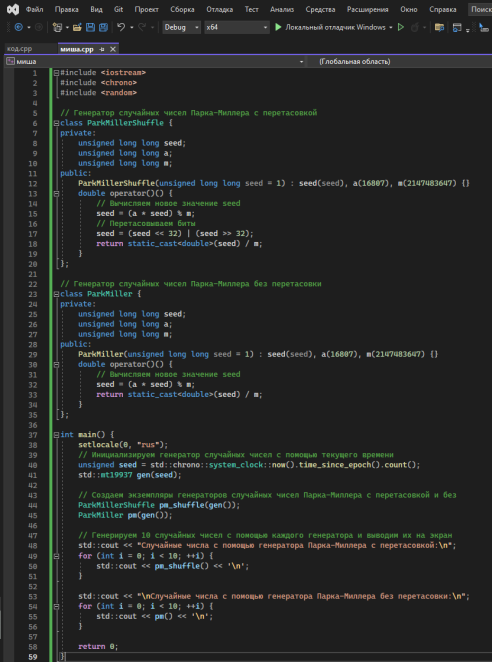 Файл Правка Вид Git Проект Сборка Отладка Тест Анализ Средства Расширения Окно Справка Поиск
Debug x64 Локальный отладчик Windows
код.cpp миша.cpp
миша (Глобальная область)
1 #include <iostream>
2 #include <chrono>
3 #include <random>
4
5 // Генератор случайных чисел Парка-Миллера с перетасовкой
6 class ParkMillerShuffle {
7 private:
8 unsigned long long seed;
9 unsigned long long a;
10 unsigned long long m;
11 public:
12 ParkMillerShuffle(unsigned long long seed = 1) : seed(seed), a(16807), m(2147483647) {}
13 double operator()() {
14 // Вычисляем новое значение seed
15 seed = (a * seed) % m;
16 // Перетасовываем биты
17 seed = (seed << 32) | (seed >> 32);
18 return static_cast<double>(seed) / m;
19 }
20 };
21
22 // Генератор случайных чисел Парка-Миллера без перетасовки
23 class ParkMiller {
24 private:
25 unsigned long long seed;
26 unsigned long long a;
27 unsigned long long m;
28 public:
29 ParkMiller(unsigned long long seed = 1) : seed(seed), a(16807), m(2147483647) {}
30 double operator()() {
31 // Вычисляем новое значение seed
32 seed = (a * seed) % m;
33 return static_cast<double>(seed) / m;
34 }
35 };
36
37 int main() {
38 setlocale(0, "rus");
39 // Инициализируем генератор случайных чисел с помощью текущего времени
40 unsigned seed = std::chrono::system_clock::now().time_since_epoch().count();
41 std::mt19937 gen(seed);
42
43 // Создаем экземпляры генераторов случайных чисел Парка-Миллера с перетасовкой и без
44 ParkMillerShuffle pm_shuffle(gen());
45 ParkMiller pm(gen());
46
47 // Генерируем 10 случайных чисел с помощью каждого генератора и выводим их на экран
48 std::cout << "Случайные числа с помощью генератора Парка-Миллера с перетасовкой:\n";
49 for (int i = 0; i < 10; ++i) {
50 std::cout << pm_shuffle() << '\n';
51 }
52
53 std::cout << "\nСлучайные числа с помощью генератора Парка-Миллера без перетасовки:\n";
54 for (int i = 0; i < 10; ++i) {
55 std::cout << pm() << '\n';
56 }
57
58 return 0;
59 }